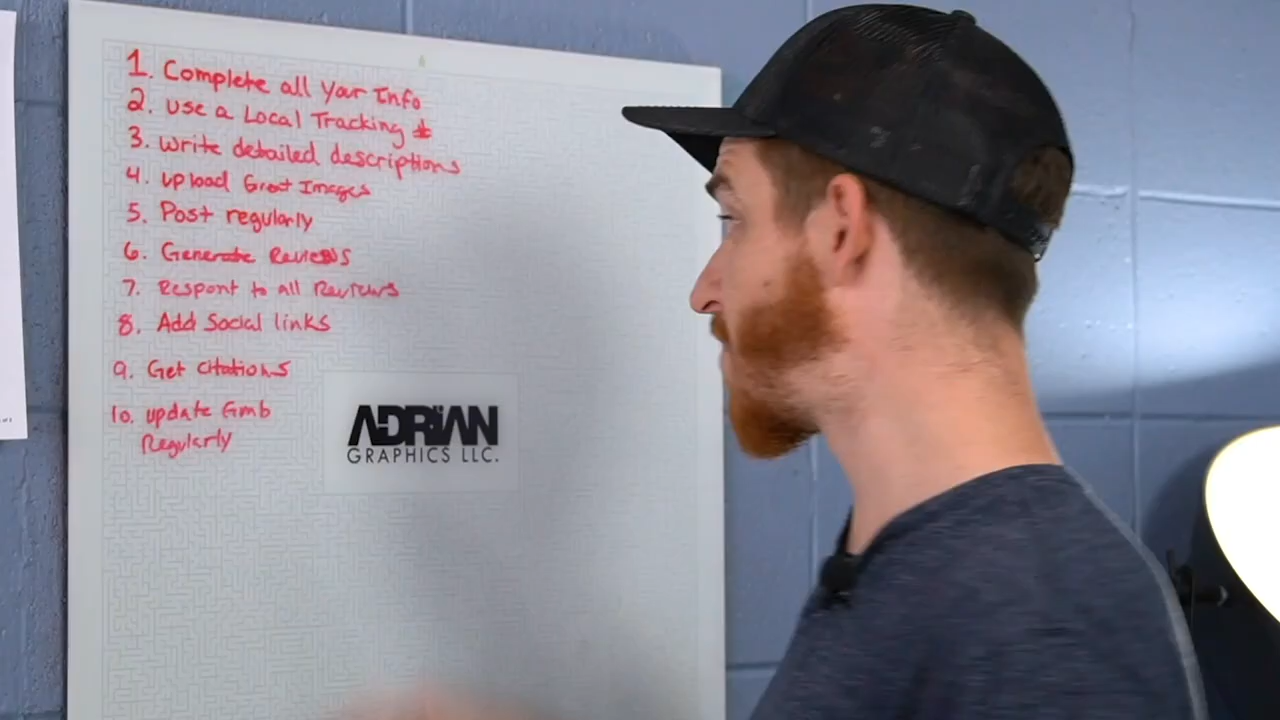 1. Complete all your Info
2. use a Local Tracking #
3. write detailed descriptions
4. upload Great Images
5. Post regularly
6. Generate Reviews
7. Respont to all Reviews
8. Add Social links
9. Get citations
10. update Gmb
Regularly
ADRIAN
GRAPHICS LLC.